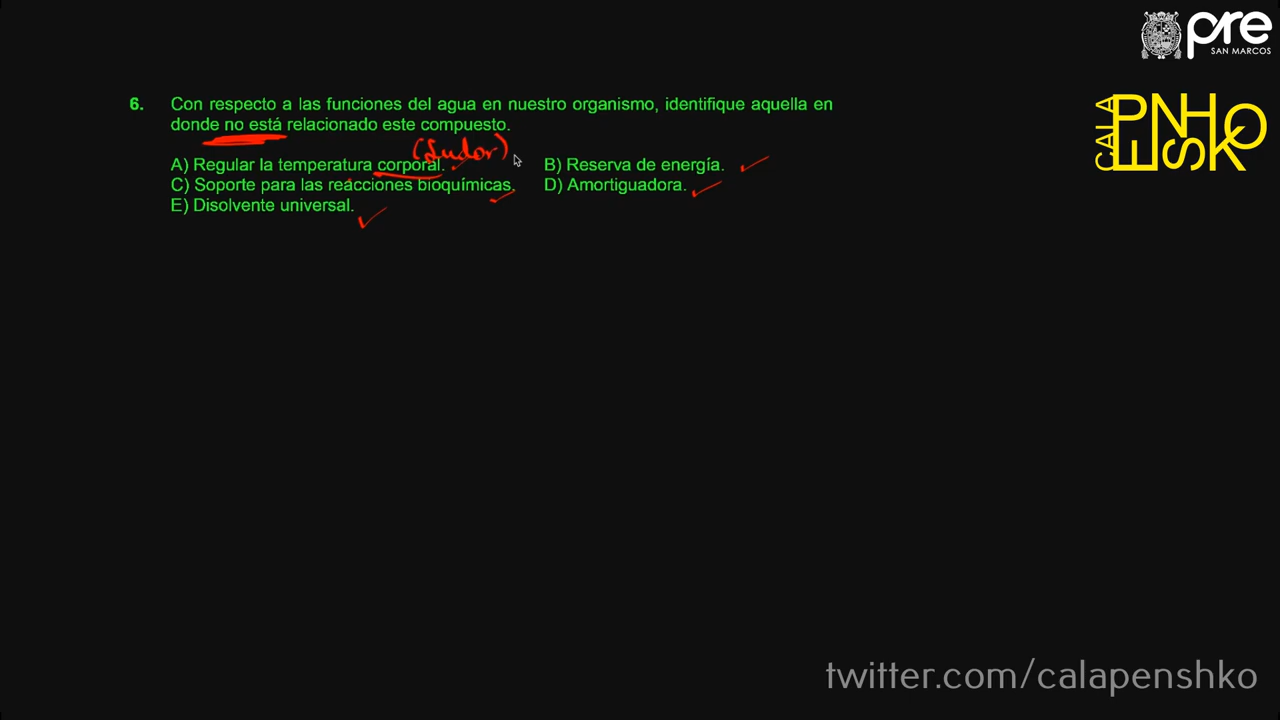 pre
SAN MARCOS
CALA
PENSHKO
6. Con respecto a las funciones del agua en nuestro organismo, identifique aquella en
donde no está relacionado este compuesto.
(Sudor)
A) Regular la temperatura corporal. B) Reserva de energía.
C) Soporte para las reacciones bioquímicas. D) Amortiguadora.
E) Disolvente universal.
twitter.com/calapenshko